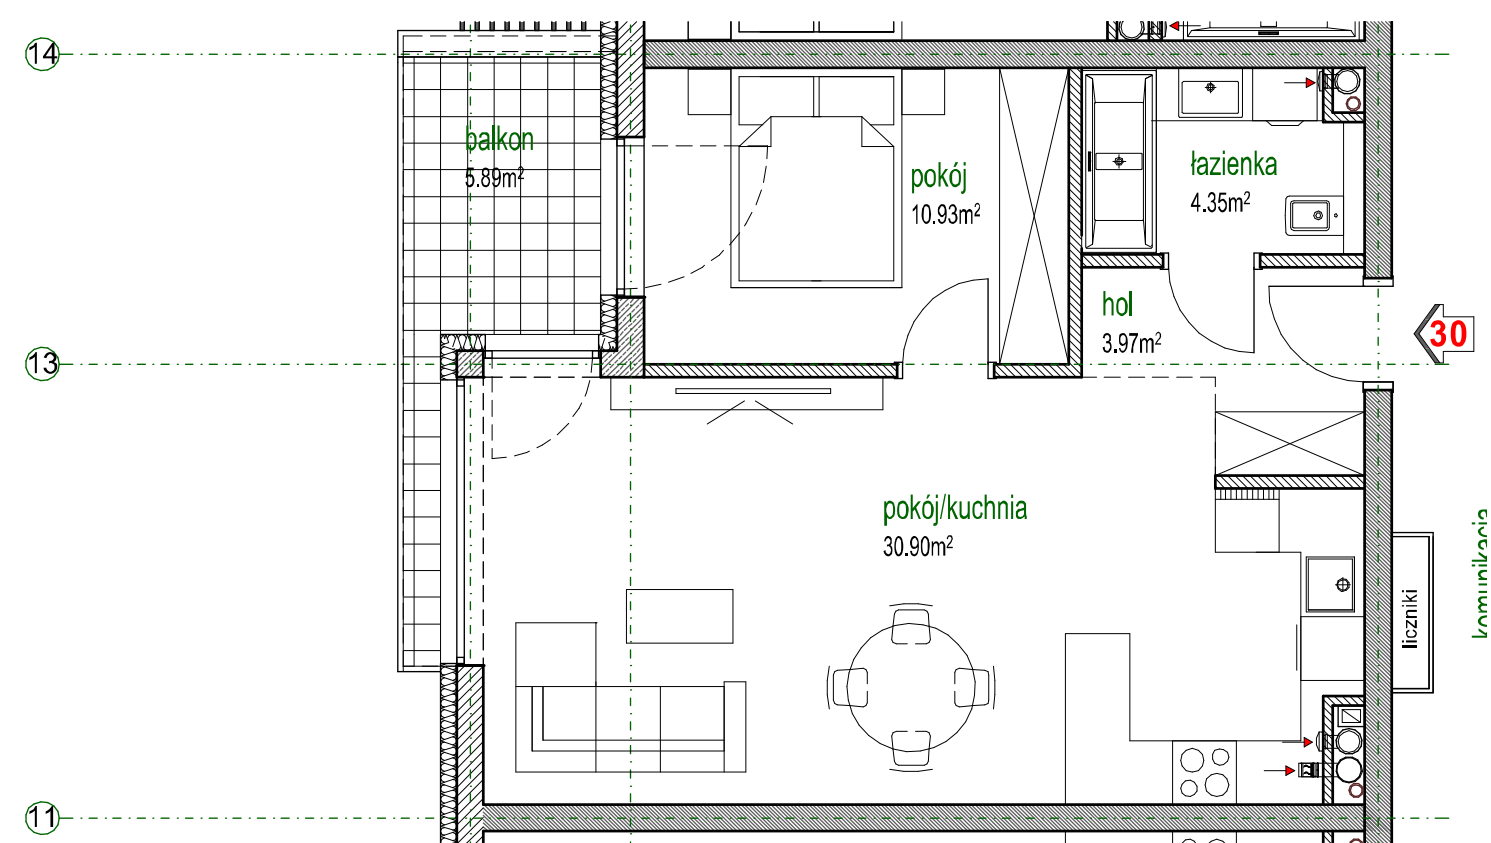 14
balkon
5.89m²
pokój
10.93m²
łazienka
4.35m²
hol
3.97m²
30
13
pokój/kuchnia
30.90m²
komunikacja
liczniki
11